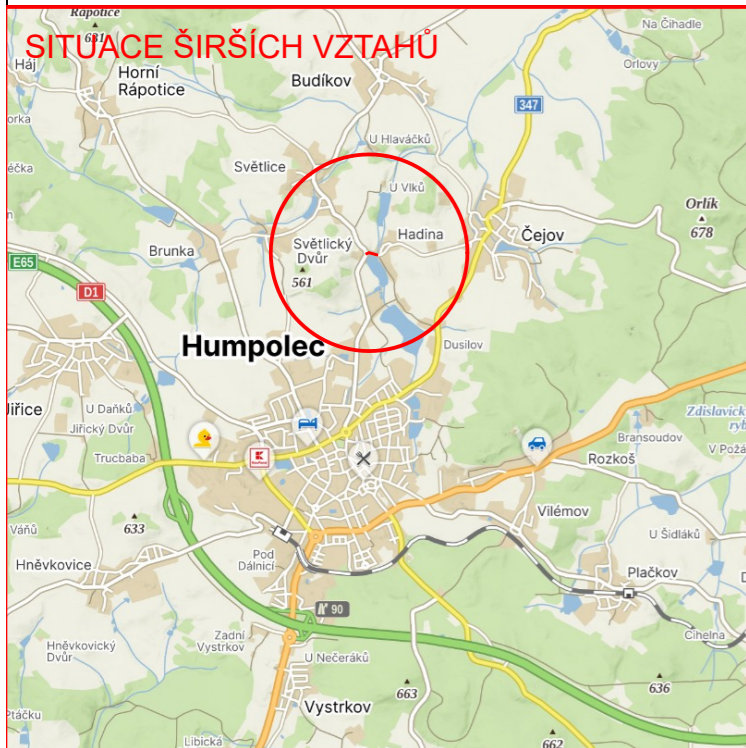 Rápotice
681
SITUACE ŠIRŠÍCH VZTAHŮ
Na Čihadle
Háj
Horní
Rápotice
Budíkov
Orlovy
347
U Hlaváčků
Světlice
U Vlků
Orlík
678
Hadina
Čejov
Světlický
Dvůr
561
Brunka
E65
D1
Humpolec
Dusilov
Jiřice
U Daňků
Jiřický Dvůr
Trucbaba
Bransoudov
Rozkoš
633
Vilémov
U Šidláků
Hněvkovice
Pod
Dálnicí
Plačkov
90
Zadní
Vystrkov
Cihelna
Hněvkovický
Dvůr
U Nečeráků
663
636
Vystrkov
Libická
662